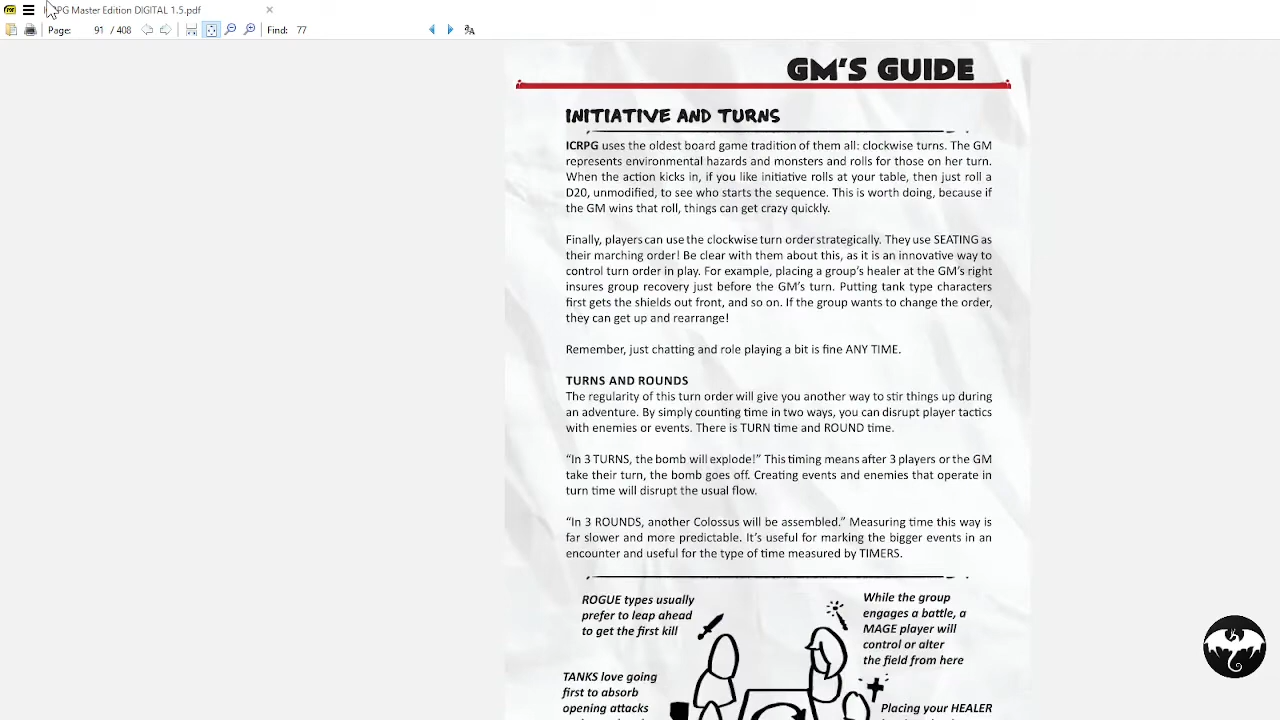 PG Master Edition DIGITAL 1.5.pdf
Page: 91 / 408 Find: 77
GM'S GUIDE
INITIATIVE AND TURNS
ICRPG uses the oldest board game tradition of them all: clockwise turns. The GM
represents environmental hazards and monsters and rolls for those on her turn.
When the action kicks in, if you like initiative rolls at your table, then just roll a
D20, unmodified, to see who starts the sequence. This is worth doing, because if
the GM wins that roll, things can get crazy quickly.
Finally, players can use the clockwise turn order strategically. They use SEATING as
their marching order! Be clear with them about this, as it is an innovative way to
control turn order in play. For example, placing a group's healer at the GM's right
insures group recovery just before the GM's turn. Putting tank type characters
first gets the shields out front, and so on. If the group wants to change the order,
they can get up and rearrange!
Remember, just chatting and role playing a bit is fine ANY TIME.
TURNS AND ROUNDS
The regularity of this turn order will give you another way to stir things up during
an adventure. By simply counting time in two ways, you can disrupt player tactics
with enemies or events. There is TURN time and ROUND time.
“In 3 TURNS, the bomb will explode!” This timing means after 3 players or the GM
take their turn, the bomb goes off. Creating events and enemies that operate in
turn time will disrupt the usual flow.
“In 3 ROUNDS, another Colossus will be assembled.” Measuring time this way is
far slower and more predictable. It's useful for marking the bigger events in an
encounter and useful for the type of time measured by TIMERS.
ROGUE types usually
prefer to leap ahead
to get the first kill
While the group
engages a battle, a
MAGE player will
control or alter
the field from here
TANKS love going
first to absorb
opening attacks
Placing your HEALER